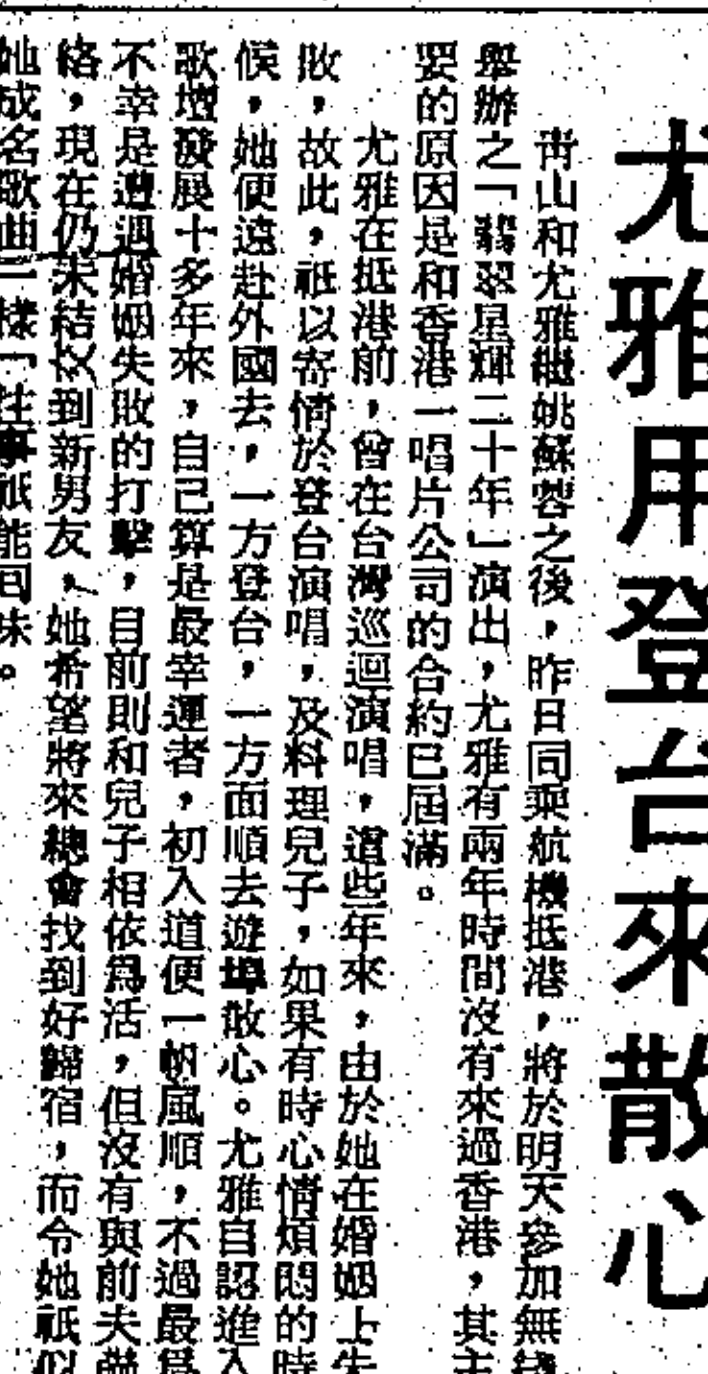 尤雅用登台來散心
青山和尤雅繼姚蘇蓉之後，昨日同乘航機抵港，將於明天參加無綫
舉辦之「翡翠星輝二十年」演出，尤雅有兩年時間沒有來過香港，其主
要的原因是和香港一唱片公司的合約已屆滿。
尤雅在抵港前，曾在台灣巡迴演唱，這些年來，由於她在婚姻上失
敗，故此，祇以寄情於登台演唱，及料理兒子，如果有時心情煩悶的時
候，她便遠赴外國去，一方登台，一方面順去遊埠散心。尤雅自認進入
歌壇發展十多年來，自己算是最幸運者，初入道便一帆風順，不過最爲
不幸是遭遇婚姻失敗的打擊，目前則和兒子相依爲活，但沒有與前夫聯
絡，現在仍未結交到新男友，她希望將來總會找到好歸宿，而令她祇似
她成名歌曲一樣「往事祇能回味。